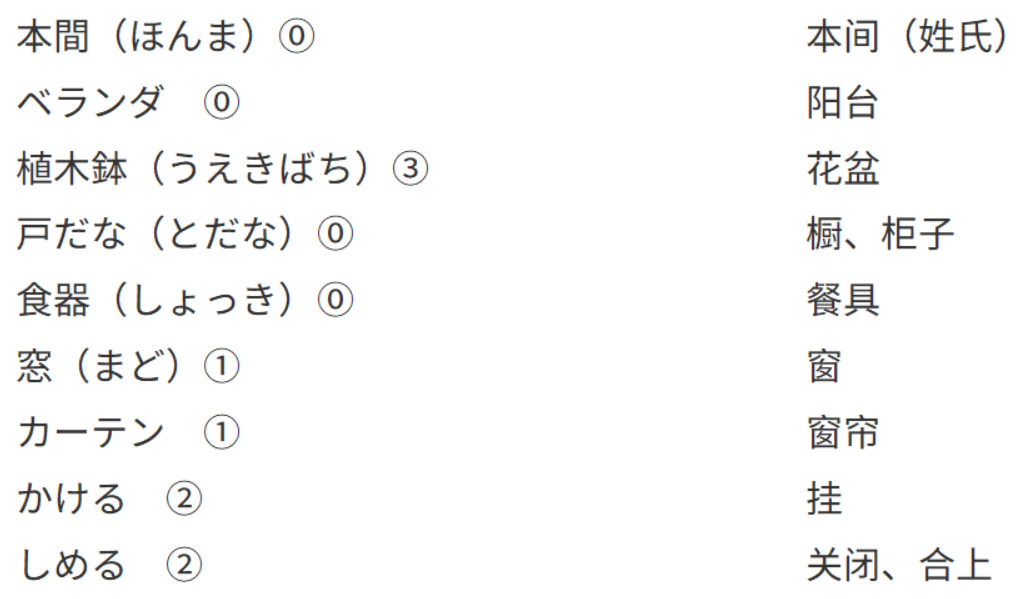 本間（ほんま）⓪ 本间（姓氏）
ベランダ ⓪ 阳台
植木鉢（うえきばち）③ 花盆
戸だな（とだな）⓪ 橱、柜子
食器（しょっき）⓪ 餐具
窓（まど）① 窗
カーテン ① 窗帘
かける ② 挂
しめる ② 关闭、合上